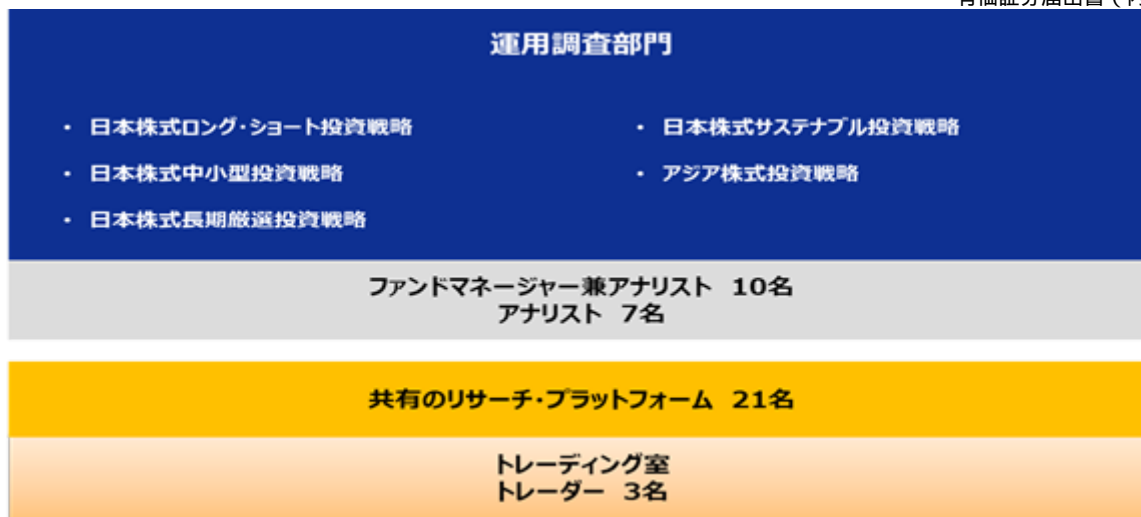 運用調査部門
・ 日本株式ロング・ショート投資戦略
・ 日本株式サステナブル投資戦略
・ 日本株式中小型投資戦略
・ アジア株式投資戦略
・ 日本株式長期厳選投資戦略
ファンドマネージャー兼アナリスト 10名
アナリスト 7名
共有のリサーチ・プラットフォーム 21名
トレーディング室
トレーダー 3名